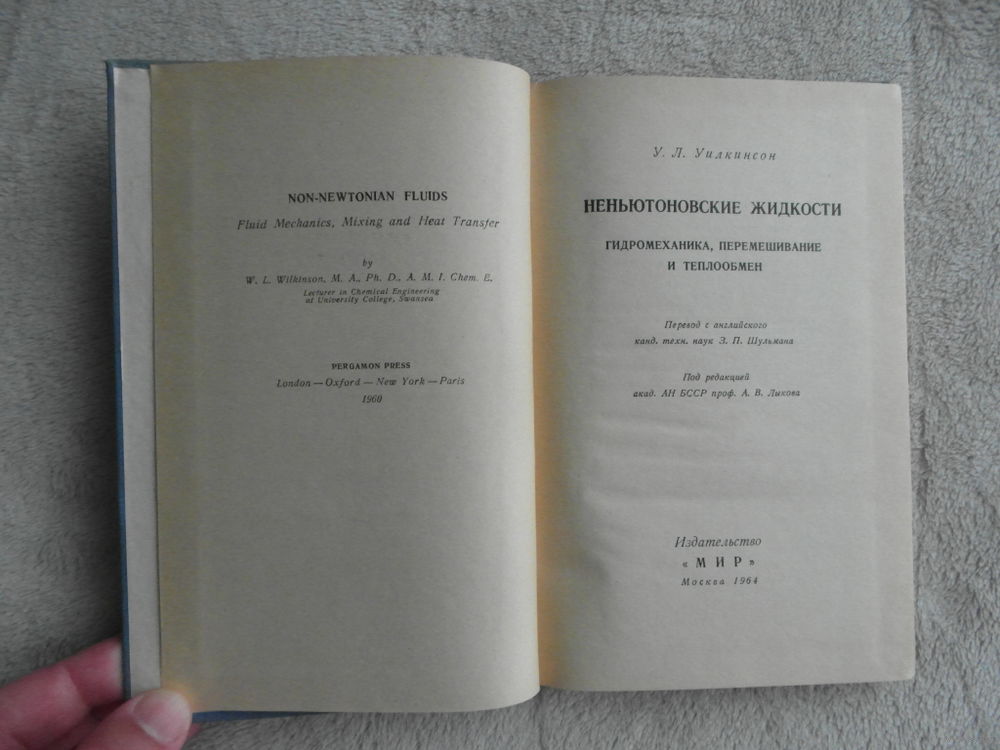 NON-NEWTONIAN FLUIDS
Fluid Mechanics, Mixing and Heat Transfer
by
W. L. Wilkinson, M. A., Ph. D., A. M. I. Chem. E.
Lecturer in Chemical Engineering
at University College, Swansea
PERGAMON PRESS
London — Oxford — New York — Paris
1960
У. Л. Уилкинсон
НЕНЬЮТОНОВСКИЕ ЖИДКОСТИ
ГИДРОМЕХАНИКА, ПЕРЕМЕШИВАНИЕ
И ТЕПЛООБМЕН
Перевод с английского
канд. техн. наук З. П. Шульмана
Под редакцией
акад. АН БССР проф. А. В. Лыкова
Издательство
«МИР»
Москва 1964